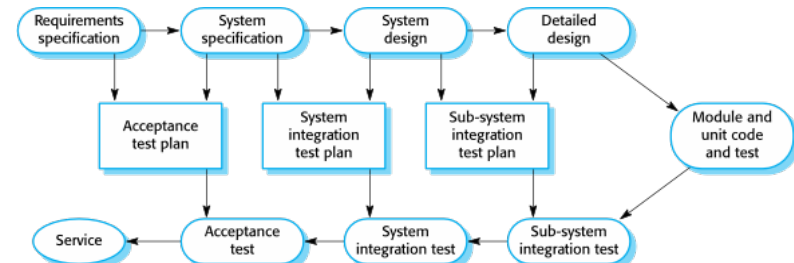 Requirements
specification
System
specification
System
design
Detailed
design
Acceptance
test plan
System
integration
test plan
Sub-system
integration
test plan
Module and
unit code
and test
Service
Acceptance
test
System
integration test
Sub-system
integration test